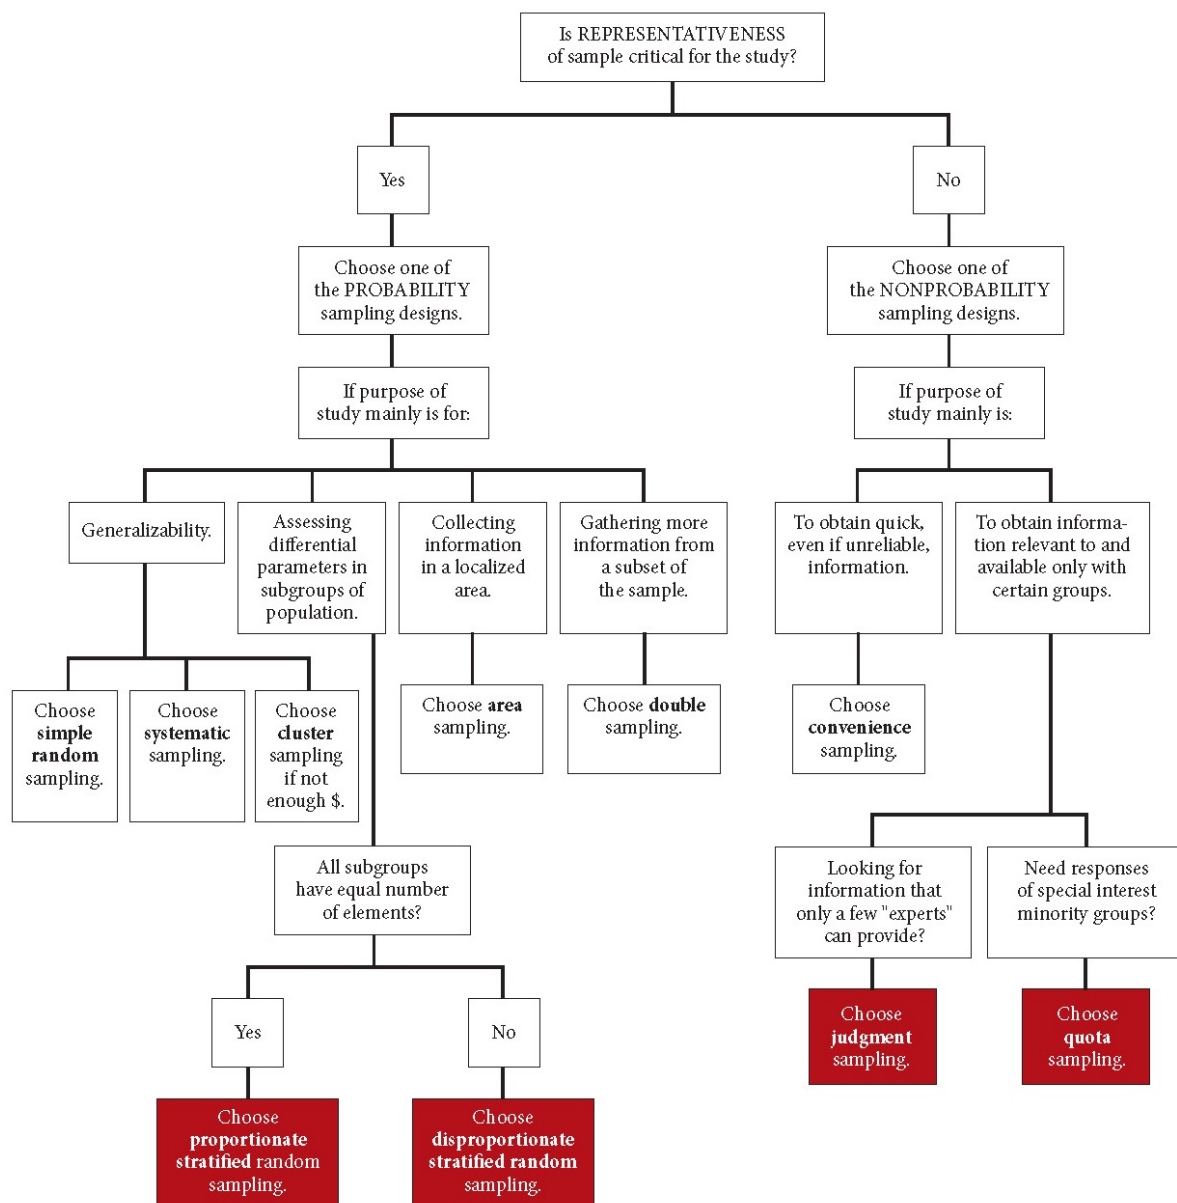 Is REPRESENTATIVENESS
of sample critical for the study?
Yes
No
Choose one of
the PROBABILITY
sampling designs.
Choose one of
the NONPROBABILITY
sampling designs.
If purpose of
study mainly is for:
If purpose of
study mainly is:
Generalizability.
Assessing
differential
parameters in
subgroups of
population.
Collecting
information
in a localized
area.
Gathering more
information from
a subset of
the sample.
To obtain quick,
even if unreliable,
information.
To obtain informa-
tion relevant to and
available only with
certain groups.
Choose
simple
random
sampling.
Choose
systematic
sampling.
Choose
cluster
sampling
if not
enough $.
Choose area
sampling.
Choose double
sampling.
Choose
convenience
sampling.
All subgroups
have equal number
of elements?
Looking for
information that
only a few "experts"
can provide?
Need responses
of special interest
minority groups?
Yes
No
Choose
judgment
sampling.
Choose
quota
sampling.
Choose
proportionate
stratified random
sampling.
Choose
disproportionate
stratified random
sampling.